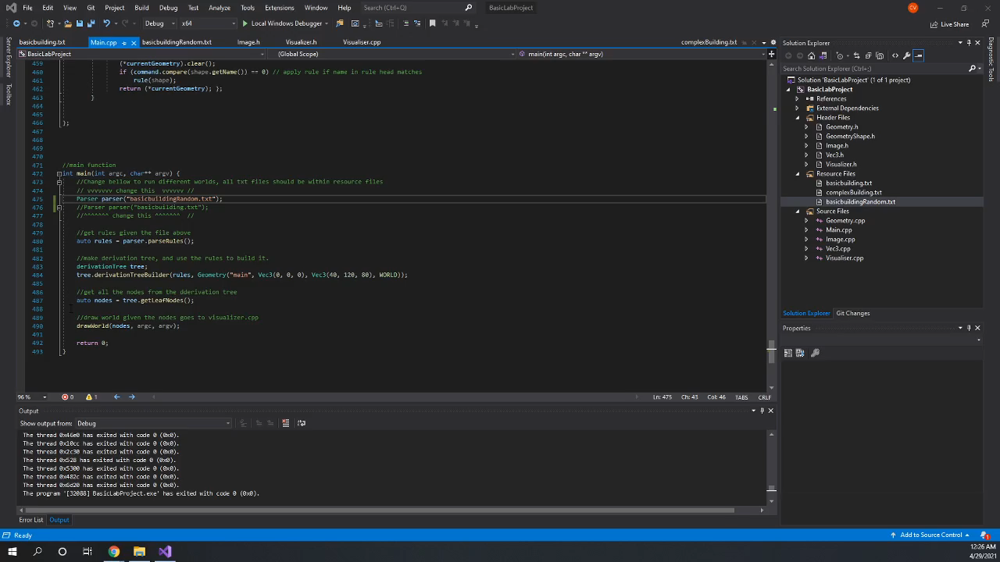 File Edit View Git Project Build Debug Test Analyze Tools Extensions Window Help Search (Ctrl+Q) BasicLabProject CV
Debug x64 Local Windows Debugger Live Share
basicbuilding.txt Main.cpp basicbuildingRandom.txt Image.h Visualizer.h Visualiser.cpp complexBuilding.txt
BasicLabProject (Global Scope) main(int argc, char ** argv)
459 (*currentGeometry).clear();
460 if (command.compare(shape.getName()) == 0) // apply rule if name in rule head matches
461 rule(shape);
462 return (*currentGeometry); };
463 }
464
465
466 };
467
468
469
470
471 //main function
472 int main(int argc, char** argv) {
473 //Change bellow to run different worlds, all txt files should be within resource files
474 // vvvvvvv change this vvvvvv //
475 Parser parser("basicbuildingRandom.txt");
476 //Parser parser("basicbuilding.txt");
477 //^^^^^^^ change this ^^^^^^^ //
478
479 //get rules given the file above
480 auto rules = parser.parseRules();
481
482 //make derivation tree, and use the rules to build it.
483 derivationTree tree;
484 tree.derivationTreeBuilder(rules, Geometry("main", Vec3(0, 0, 0), Vec3(40, 120, 80), WORLD));
485
486 //get all the nodes from the dderivation tree
487 auto nodes = tree.getLeafNodes();
488
489 //draw world given the nodes goes to visualizer.cpp
490 drawWorld(nodes, argc, argv);
491
492 return 0;
493 }
96 % 0 1 Ln: 475 Ch: 43 Col: 46 TABS CRLF
Output
Show output from: Debug
The thread 0x46e0 has exited with code 0 (0x0).
The thread 0x10cc has exited with code 0 (0x0).
The thread 0x2c30 has exited with code 0 (0x0).
The thread 0x528 has exited with code 0 (0x0).
The thread 0x5300 has exited with code 0 (0x0).
The thread 0x482c has exited with code 0 (0x0).
The thread 0x6d20 has exited with code 0 (0x0).
The program '[32088] BasicLabProject.exe' has exited with code 0 (0x0).
Error List Output
Server Explorer
Toolbox
Solution Explorer
Search Solution Explorer (Ctrl+;)
Solution 'BasicLabProject' (1 of 1 project)
BasicLabProject
References
External Dependencies
Header Files
Geometry.h
GeometryShape.h
Image.h
Vec3.h
Visualizer.h
Resource Files
basicbuilding.txt
complexBuilding.txt
basicbuildingRandom.txt
Source Files
Geometry.cpp
Main.cpp
Image.cpp
Vec3.cpp
Visualiser.cpp
Solution Explorer Git Changes
Properties
Diagnostic Tools
Ready Add to Source Control 1
12:26 AM
4/29/2021